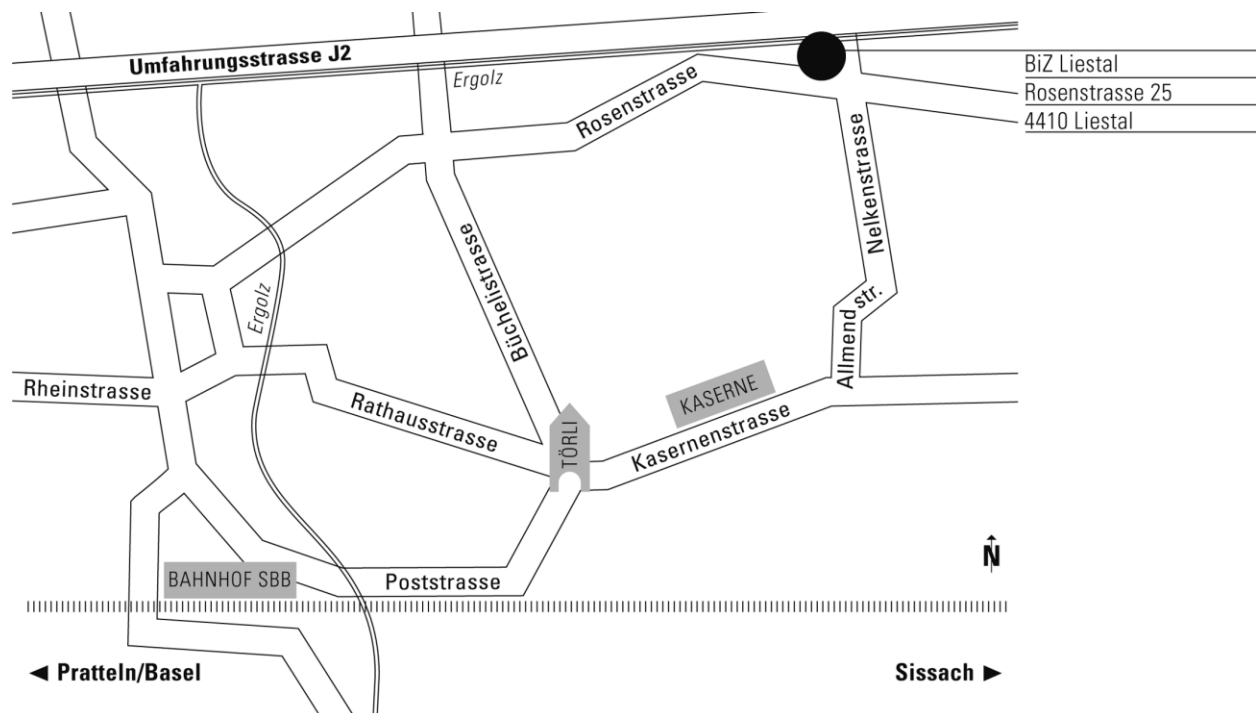 Umfahrungsstrasse J2
Ergolz
Rosenstrasse
BiZ Liestal
Rosenstrasse 25
4410 Liestal
Nelkenstrasse
Büchelistrasse
Ergolz
Allmend
str.
Rheinstrasse
Rathausstrasse
KASERNE
TÖRLI
Kasernenstrasse
N
BAHNHOF SBB
Poststrasse
◄ Pratteln/Basel
Sissach ►